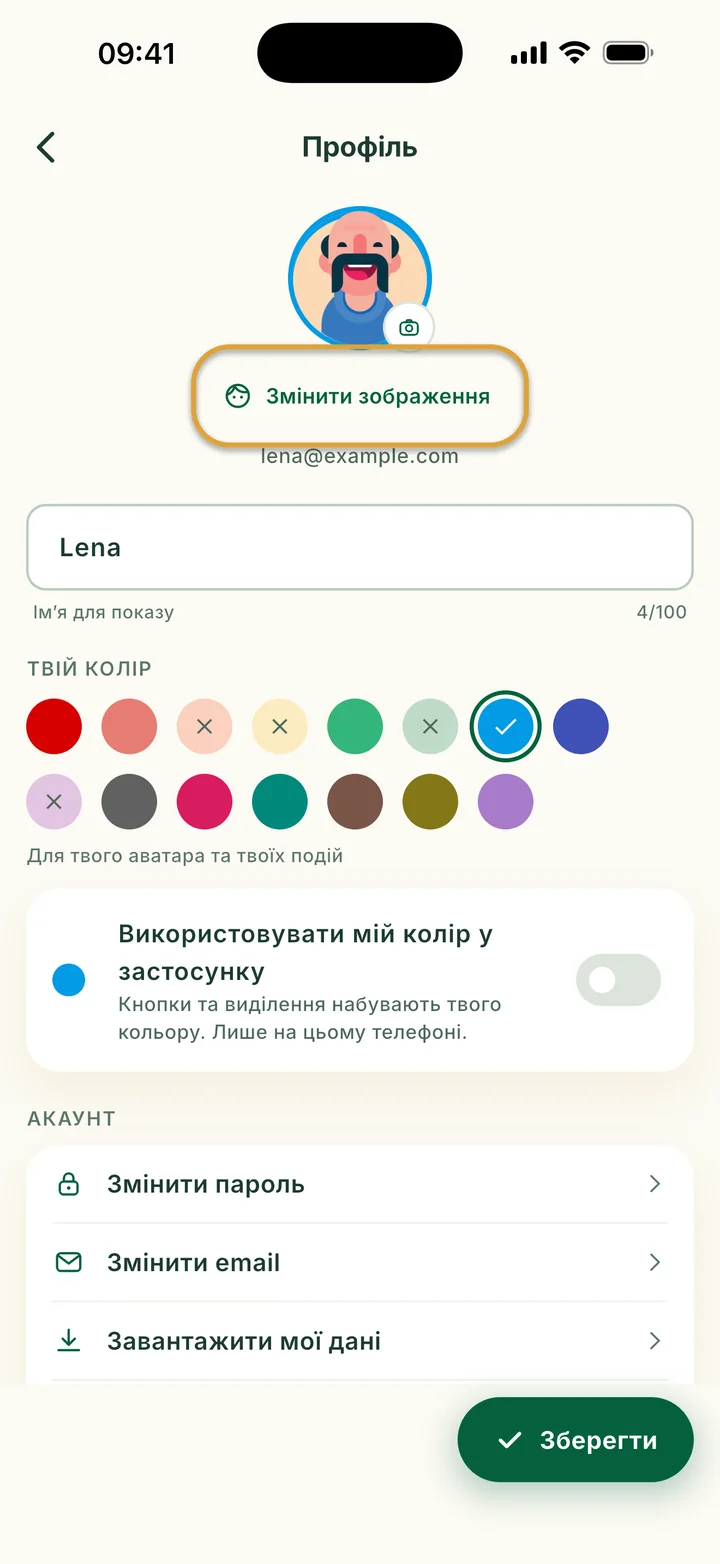 09:41
Профіль
Змінити зображення
lena@example.com
Lena
Ім’я для показу 4/100
ТВІЙ КОЛІР
Для твого аватара та твоїх подій
Використовувати мій колір у
застосунку
Кнопки та виділення набувають твого
кольору. Лише на цьому телефоні.
АКАУНТ
Змінити пароль
Змінити email
Завантажити мої дані
Зберегти